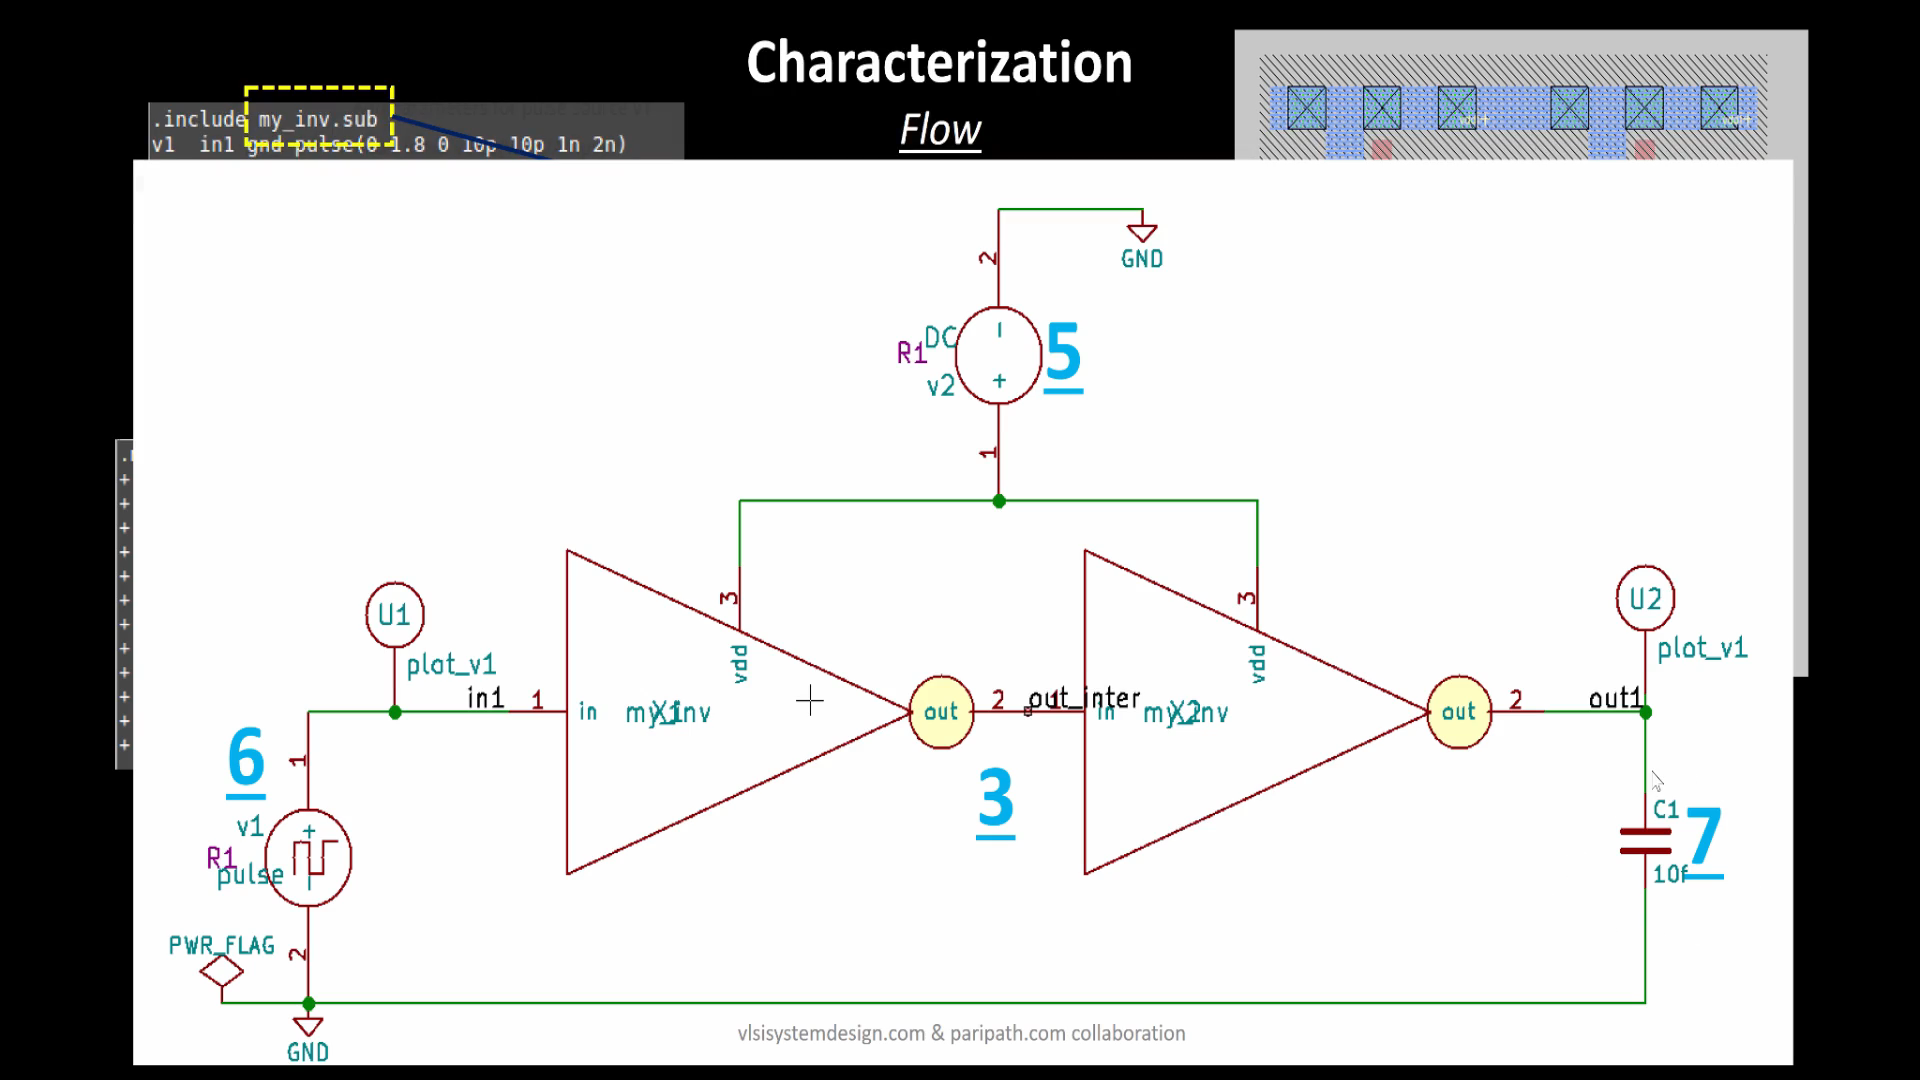 Characterization
Flow
.include my_inv.sub
v1 in1 gnd pulse(0 1.8 0 10p 10p 1n 2n)
2
GND
DC
R1
v2
5
1
3
3
U1
U2
plot_v1
plot_v1
vdd
vdd
in1 1 in my_inv X1 out 2
out_inter 1 in my_inv X2 out 2 out1
6
1
3
v1
R1
pulse
C1
7
10f
PWR_FLAG
2
GND
vlsisystemdesign.com & paripath.com collaboration